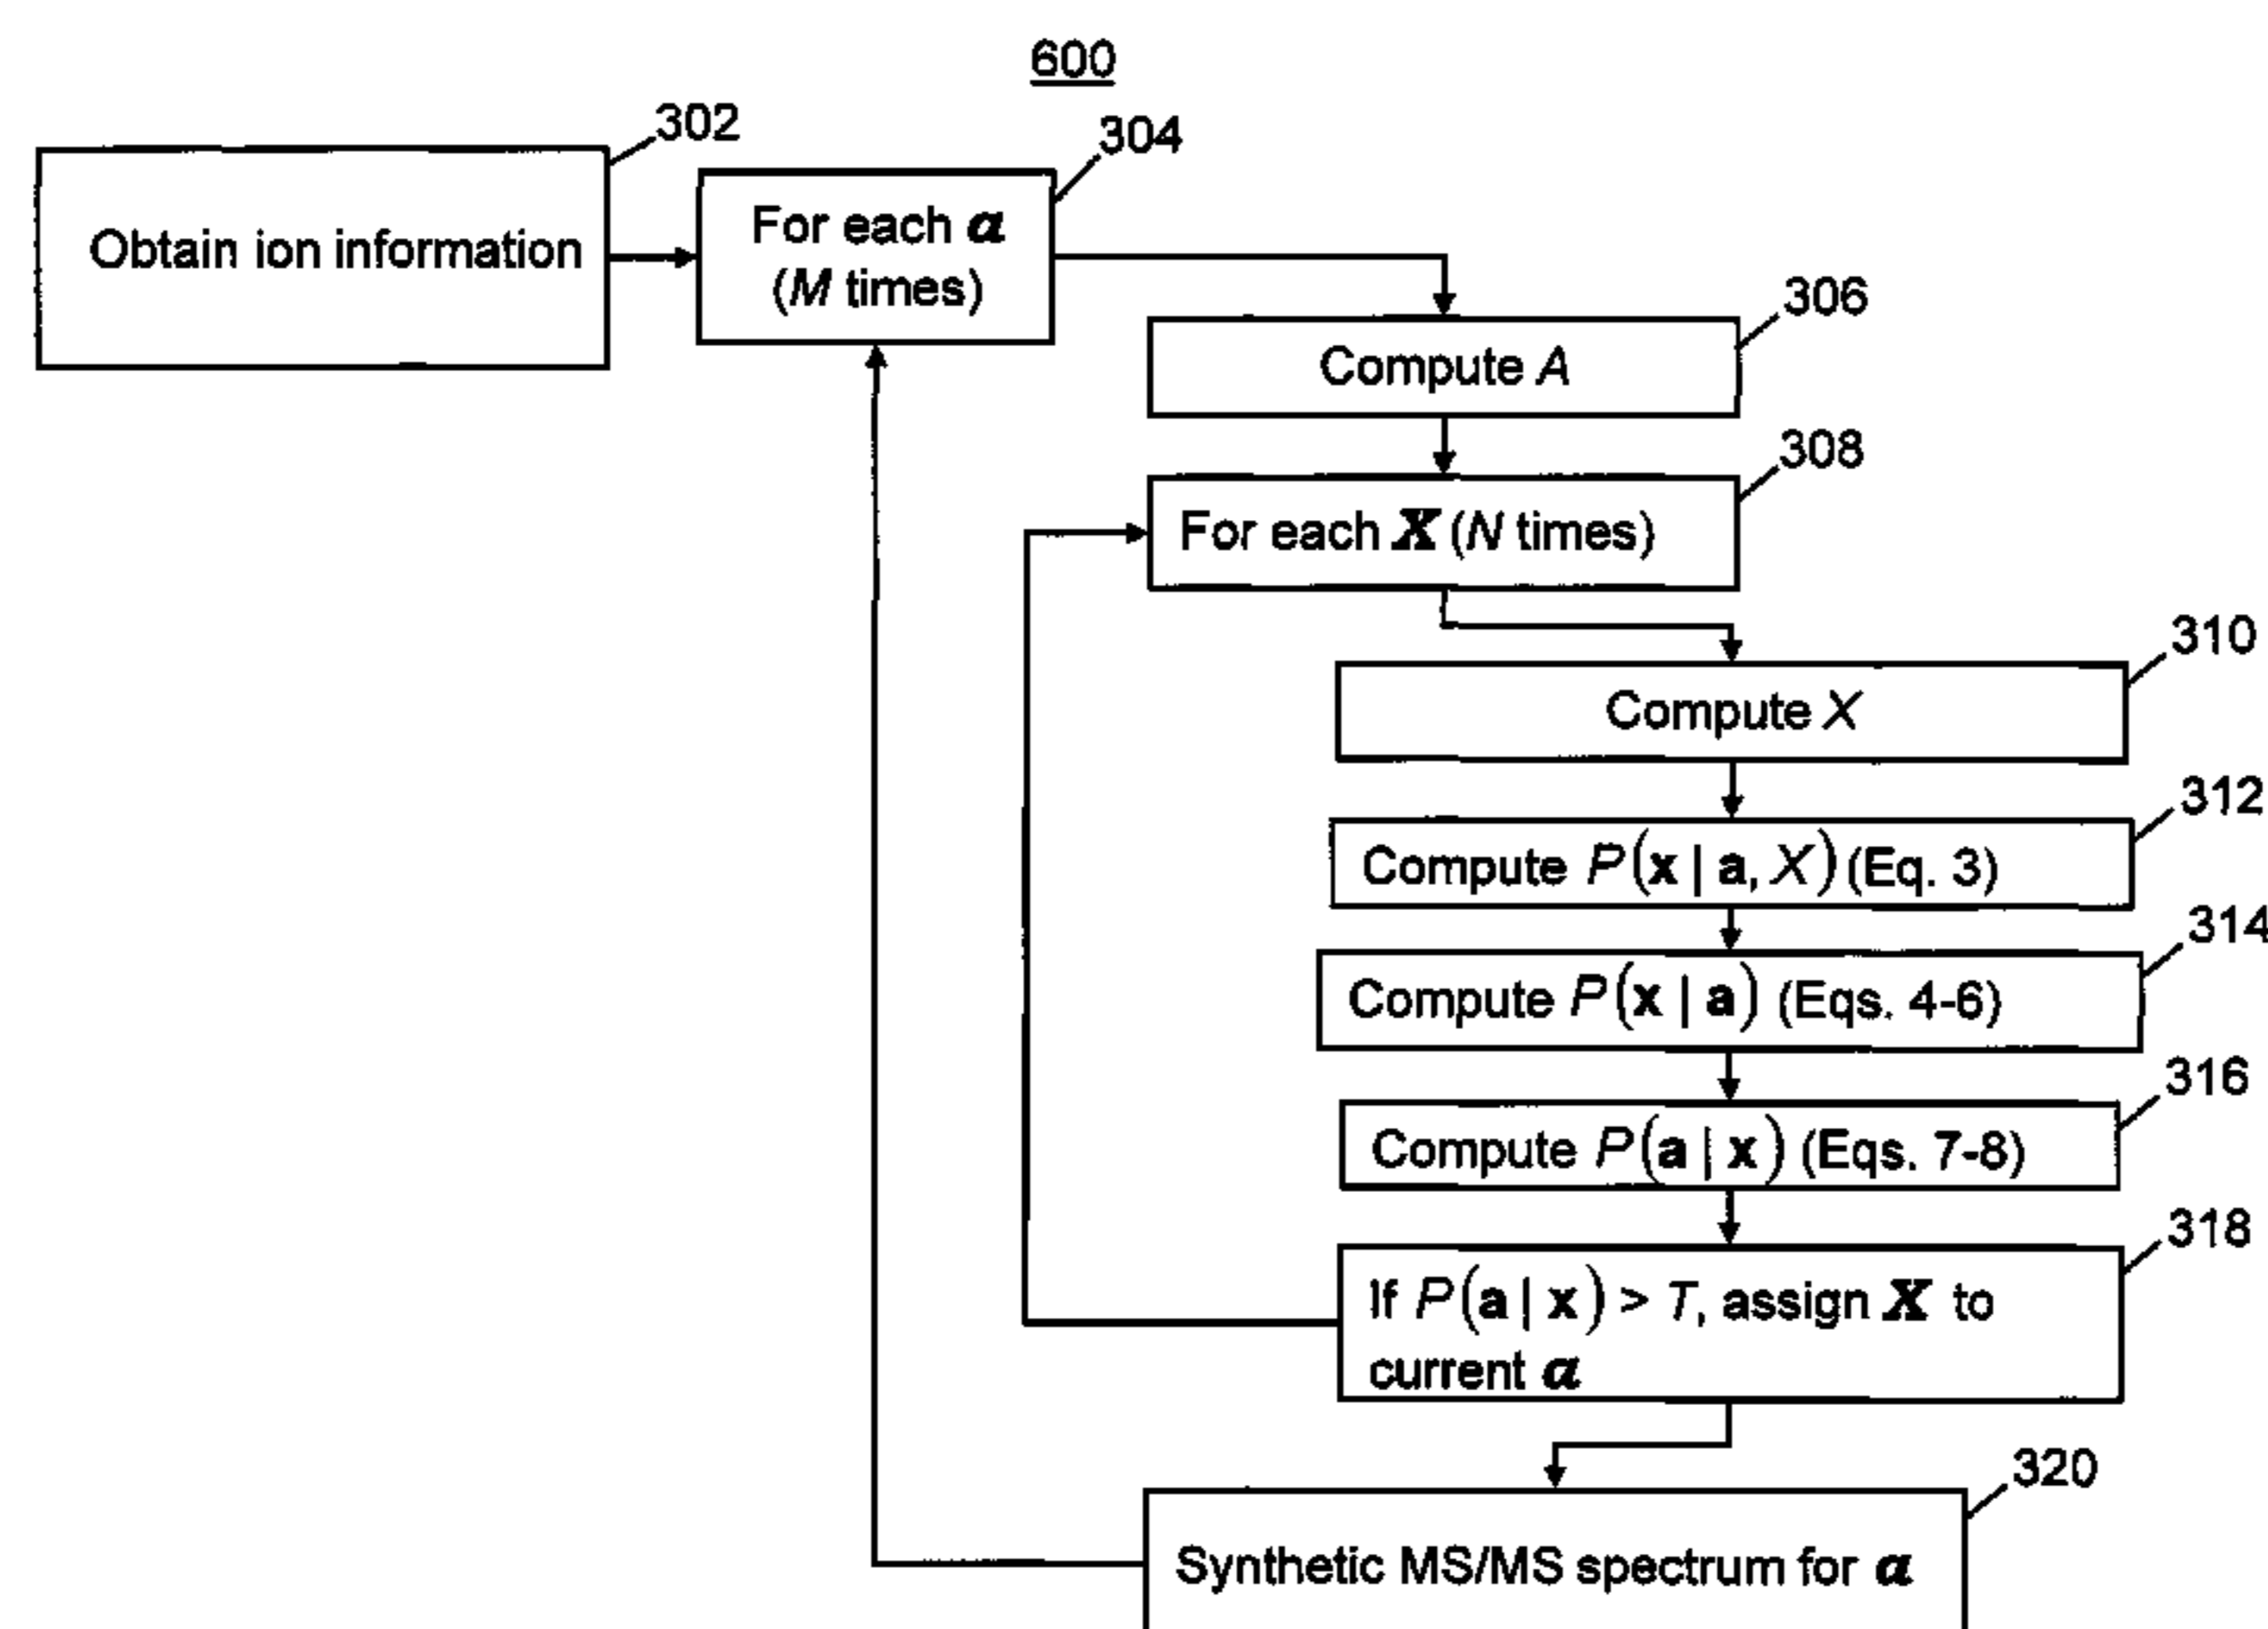 600
302
Obtain ion information
304
For each α
(M times)
306
Compute A
308
For each X (N times)
310
Compute X
312
Compute P(x | a, X) (Eq. 3)
314
Compute P(x | a) (Eqs. 4-6)
316
Compute P(a | x) (Eqs. 7-8)
318
If P(a | x) > T, assign X to
current α
320
Synthetic MS/MS spectrum for α